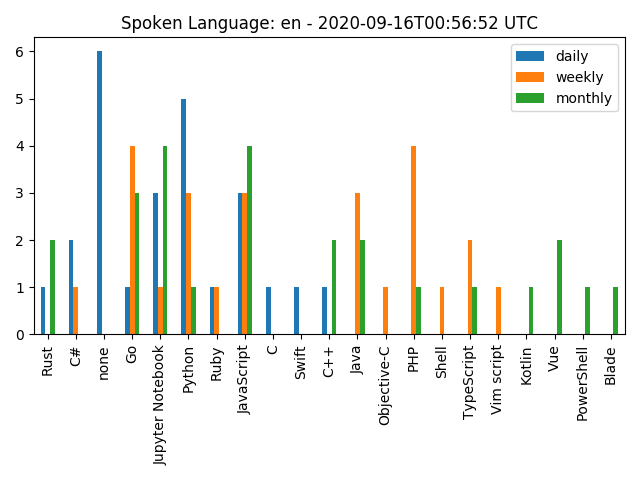 Spoken Language: en - 2020-09-16T00:56:52 UTC
daily
weekly
monthly
6
5
4
3
2
1
0
Rust
C#
none
Go
Jupyter Notebook
Python
Ruby
JavaScript
C
Swift
C++
Java
Objective-C
PHP
Shell
TypeScript
Vim script
Kotlin
Vue
PowerShell
Blade